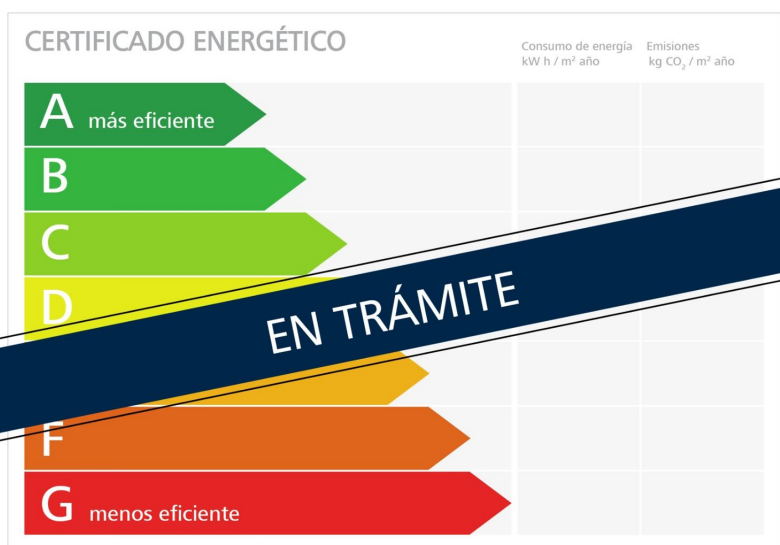 CERTIFICADO ENERGÉTICO
Consumo de energía
kW h / m² año
Emisiones
kg CO₂ / m² año
A más eficiente
B
C
D
EN TRÁMITE
F
G menos eficiente